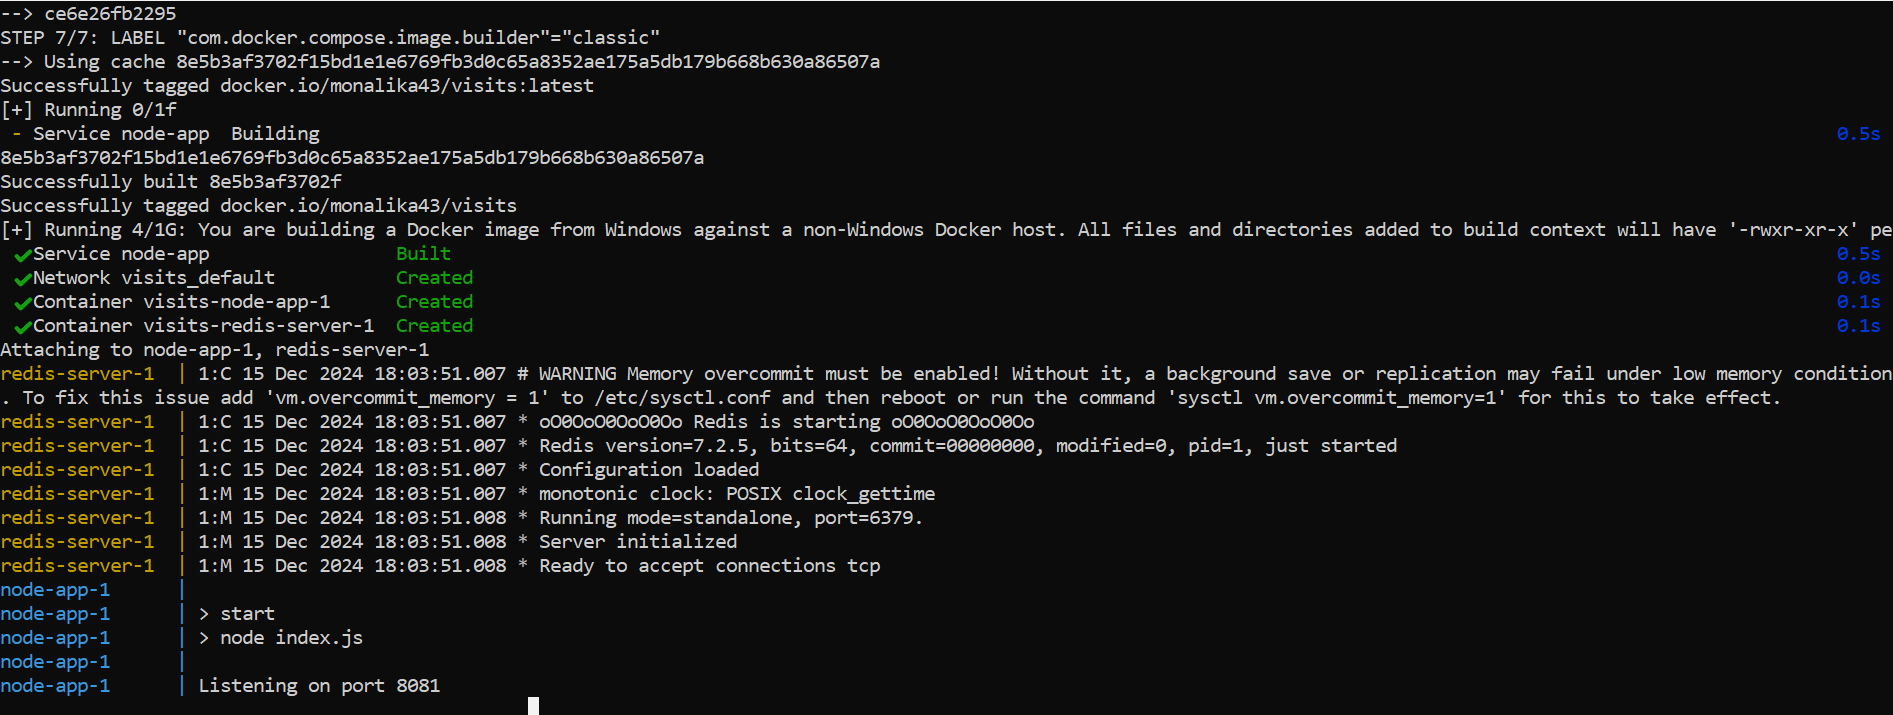 --> ce6e26fb2295
STEP 7/7: LABEL "com.docker.compose.image.builder"="classic"
--> Using cache 8e5b3af3702f15bd1e1e6769fb3d0c65a8352ae175a5db179b668b630a86507a
Successfully tagged docker.io/monalika43/visits:latest
[+] Running 0/1f
 - Service node-app  Building 0.5s
8e5b3af3702f15bd1e1e6769fb3d0c65a8352ae175a5db179b668b630a86507a
Successfully built 8e5b3af3702f
Successfully tagged docker.io/monalika43/visits
[+] Running 4/1G: You are building a Docker image from Windows against a non-Windows Docker host. All files and directories added to build context will have '-rwxr-xr-x' pe
✔Service node-app Built 0.5s
✔Network visits_default Created 0.0s
✔Container visits-node-app-1 Created 0.1s
✔Container visits-redis-server-1 Created 0.1s
Attaching to node-app-1, redis-server-1
redis-server-1 | 1:C 15 Dec 2024 18:03:51.007 # WARNING Memory overcommit must be enabled! Without it, a background save or replication may fail under low memory condition
. To fix this issue add 'vm.overcommit_memory = 1' to /etc/sysctl.conf and then reboot or run the command 'sysctl vm.overcommit_memory=1' for this to take effect.
redis-server-1 | 1:C 15 Dec 2024 18:03:51.007 * oO0OoO0OoO0Oo Redis is starting oO0OoO0OoO0Oo
redis-server-1 | 1:C 15 Dec 2024 18:03:51.007 * Redis version=7.2.5, bits=64, commit=00000000, modified=0, pid=1, just started
redis-server-1 | 1:C 15 Dec 2024 18:03:51.007 * Configuration loaded
redis-server-1 | 1:M 15 Dec 2024 18:03:51.007 * monotonic clock: POSIX clock_gettime
redis-server-1 | 1:M 15 Dec 2024 18:03:51.008 * Running mode=standalone, port=6379.
redis-server-1 | 1:M 15 Dec 2024 18:03:51.008 * Server initialized
redis-server-1 | 1:M 15 Dec 2024 18:03:51.008 * Ready to accept connections tcp
node-app-1 |
node-app-1 | > start
node-app-1 | > node index.js
node-app-1 |
node-app-1 | Listening on port 8081